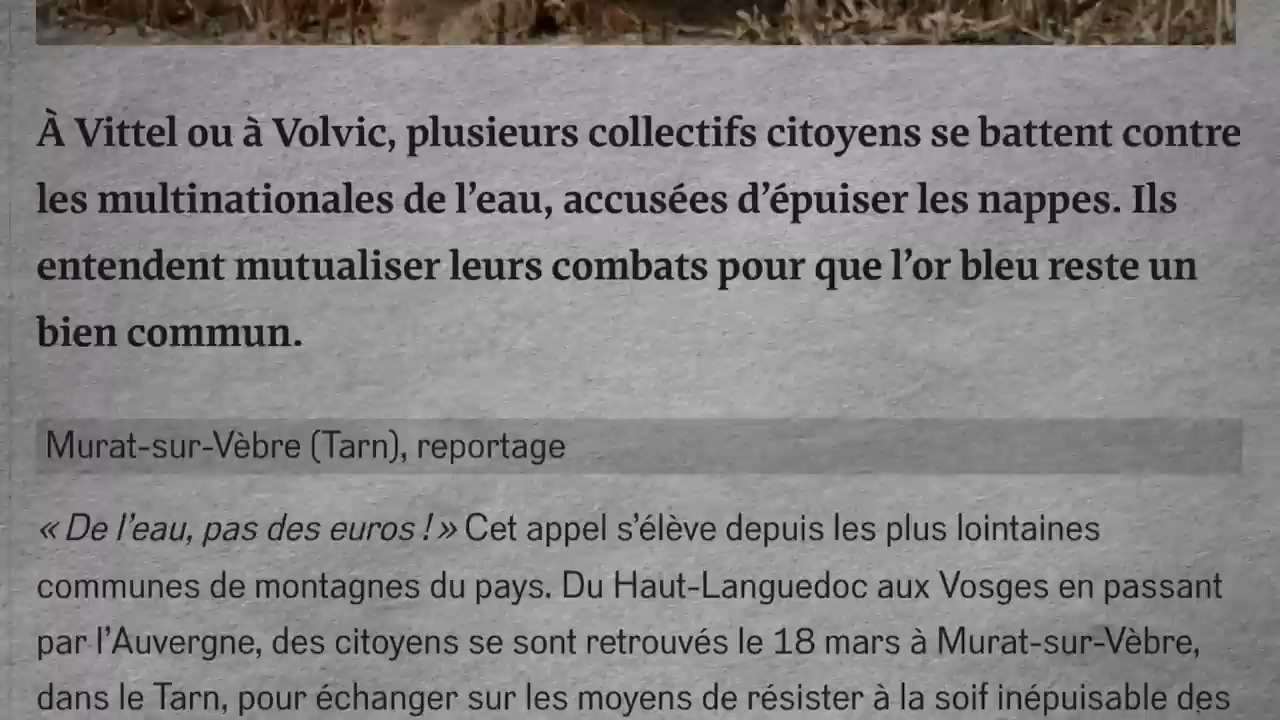 À Vittel ou à Volvic, plusieurs collectifs citoyens se battent contre
les multinationales de l’eau, accusées d’épuiser les nappes. Ils
entendent mutualiser leurs combats pour que l’or bleu reste un
bien commun.
Murat-sur-Vèbre (Tarn), reportage
« De l’eau, pas des euros ! » Cet appel s’élève depuis les plus lointaines
communes de montagnes du pays. Du Haut-Languedoc aux Vosges en passant
par l’Auvergne, des citoyens se sont retrouvés le 18 mars à Murat-sur-Vèbre,
dans le Tarn, pour échanger sur les moyens de résister à la soif inépuisable des